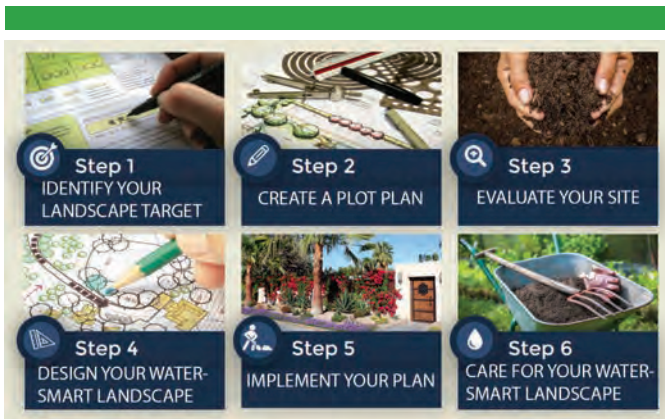 Step 1
IDENTIFY YOUR
LANDSCAPE TARGET
Step 2
CREATE A PLOT PLAN
Step 3
EVALUATE YOUR SITE
Step 4
DESIGN YOUR WATER-
SMART LANDSCAPE
Step 5
IMPLEMENT YOUR PLAN
Step 6
CARE FOR YOUR WATER-
SMART LANDSCAPE